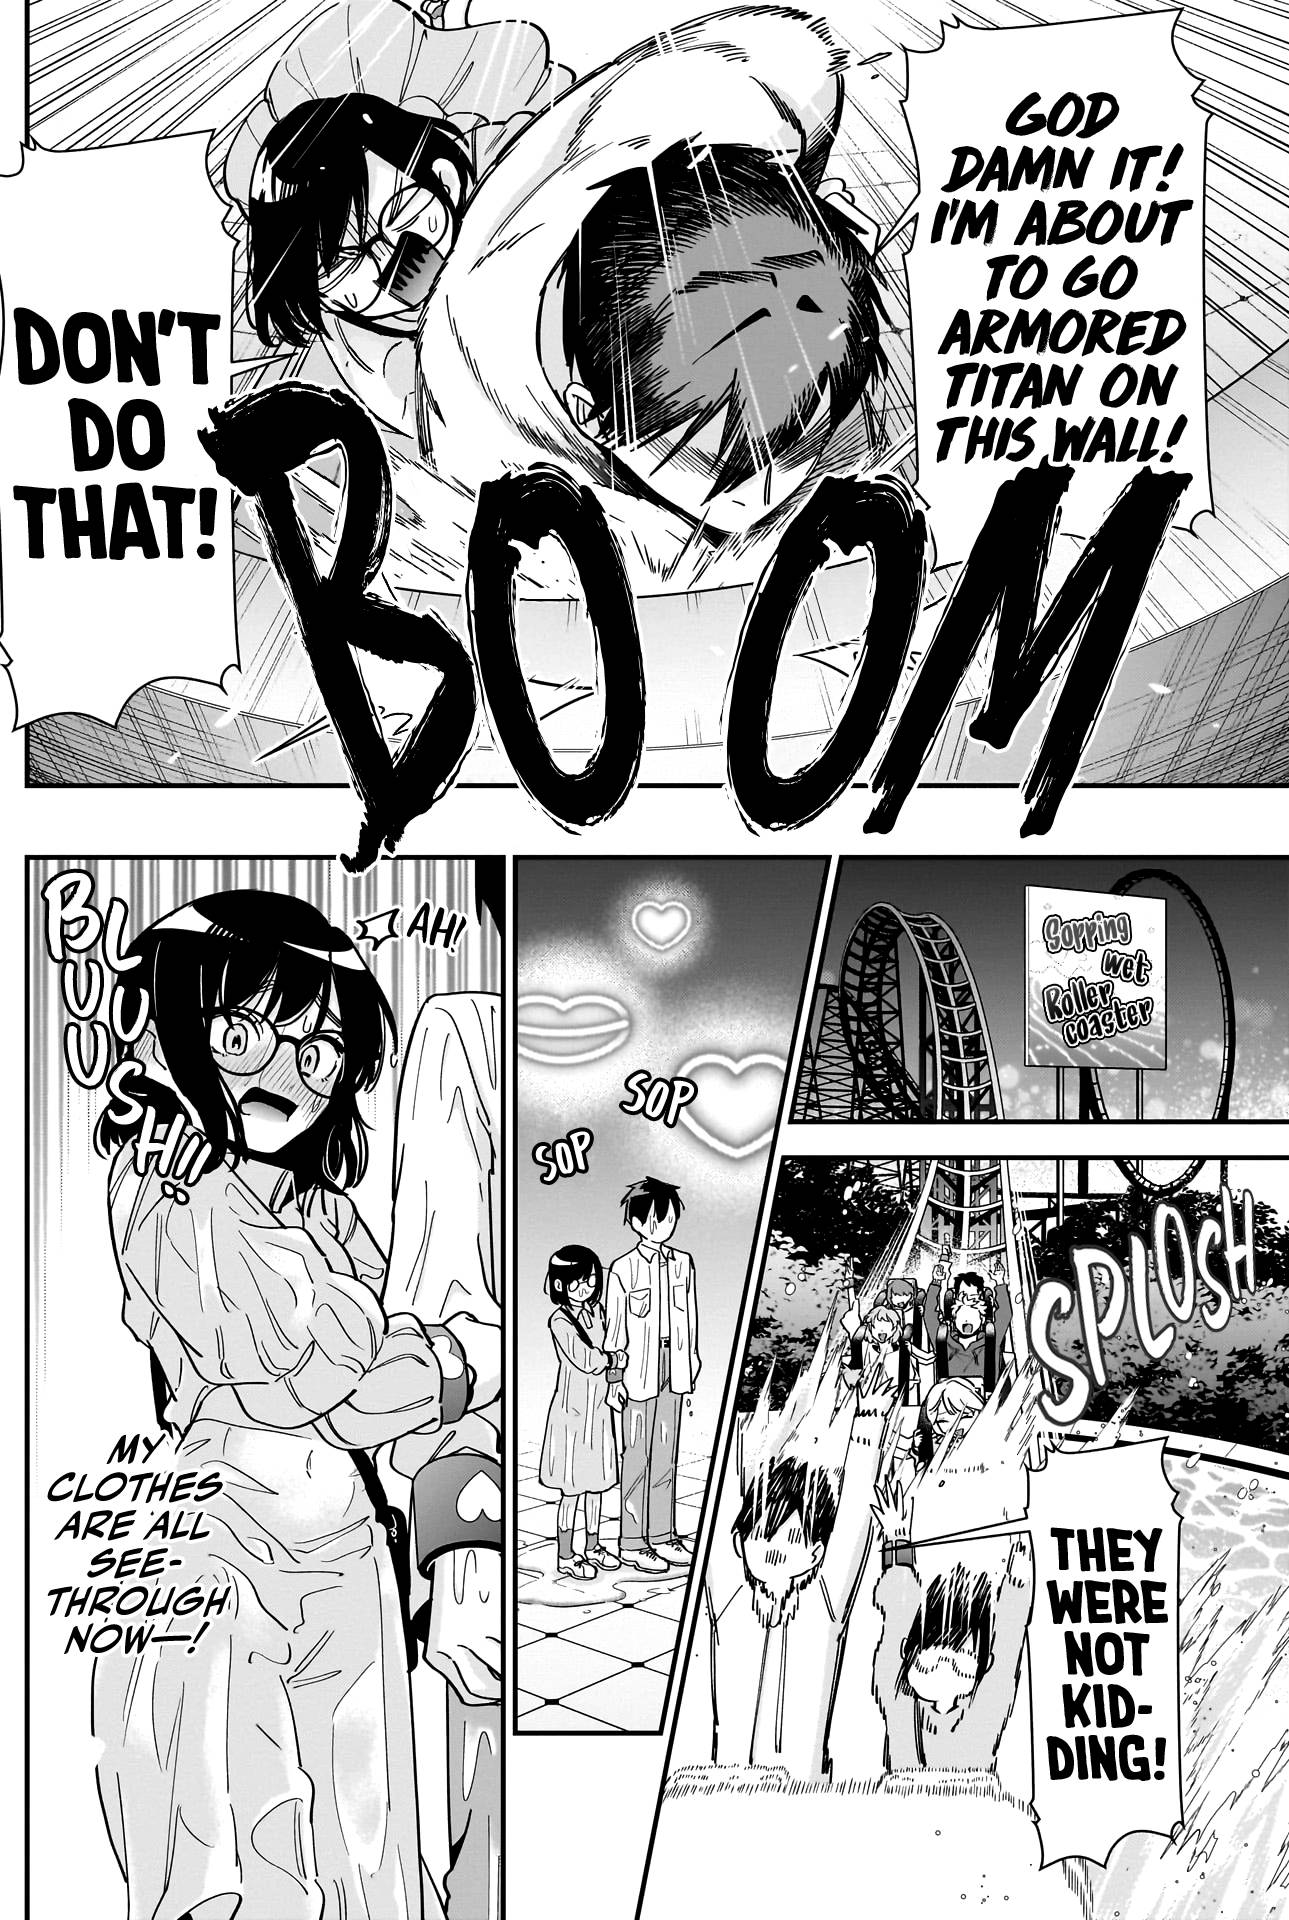 GOD
DAMN IT!
I'M ABOUT
TO GO
ARMORED
TITAN ON
THIS WALL!
DON'T
DO
THAT!
BOOM
Sopping
wet
Roller
coaster
SPLOSH
THEY
WERE
NOT
KID-
DING!
SOP
SOP
AH!
BLUUUUSH!!
MY
CLOTHES
ARE ALL
SEE-
THROUGH
NOW—!